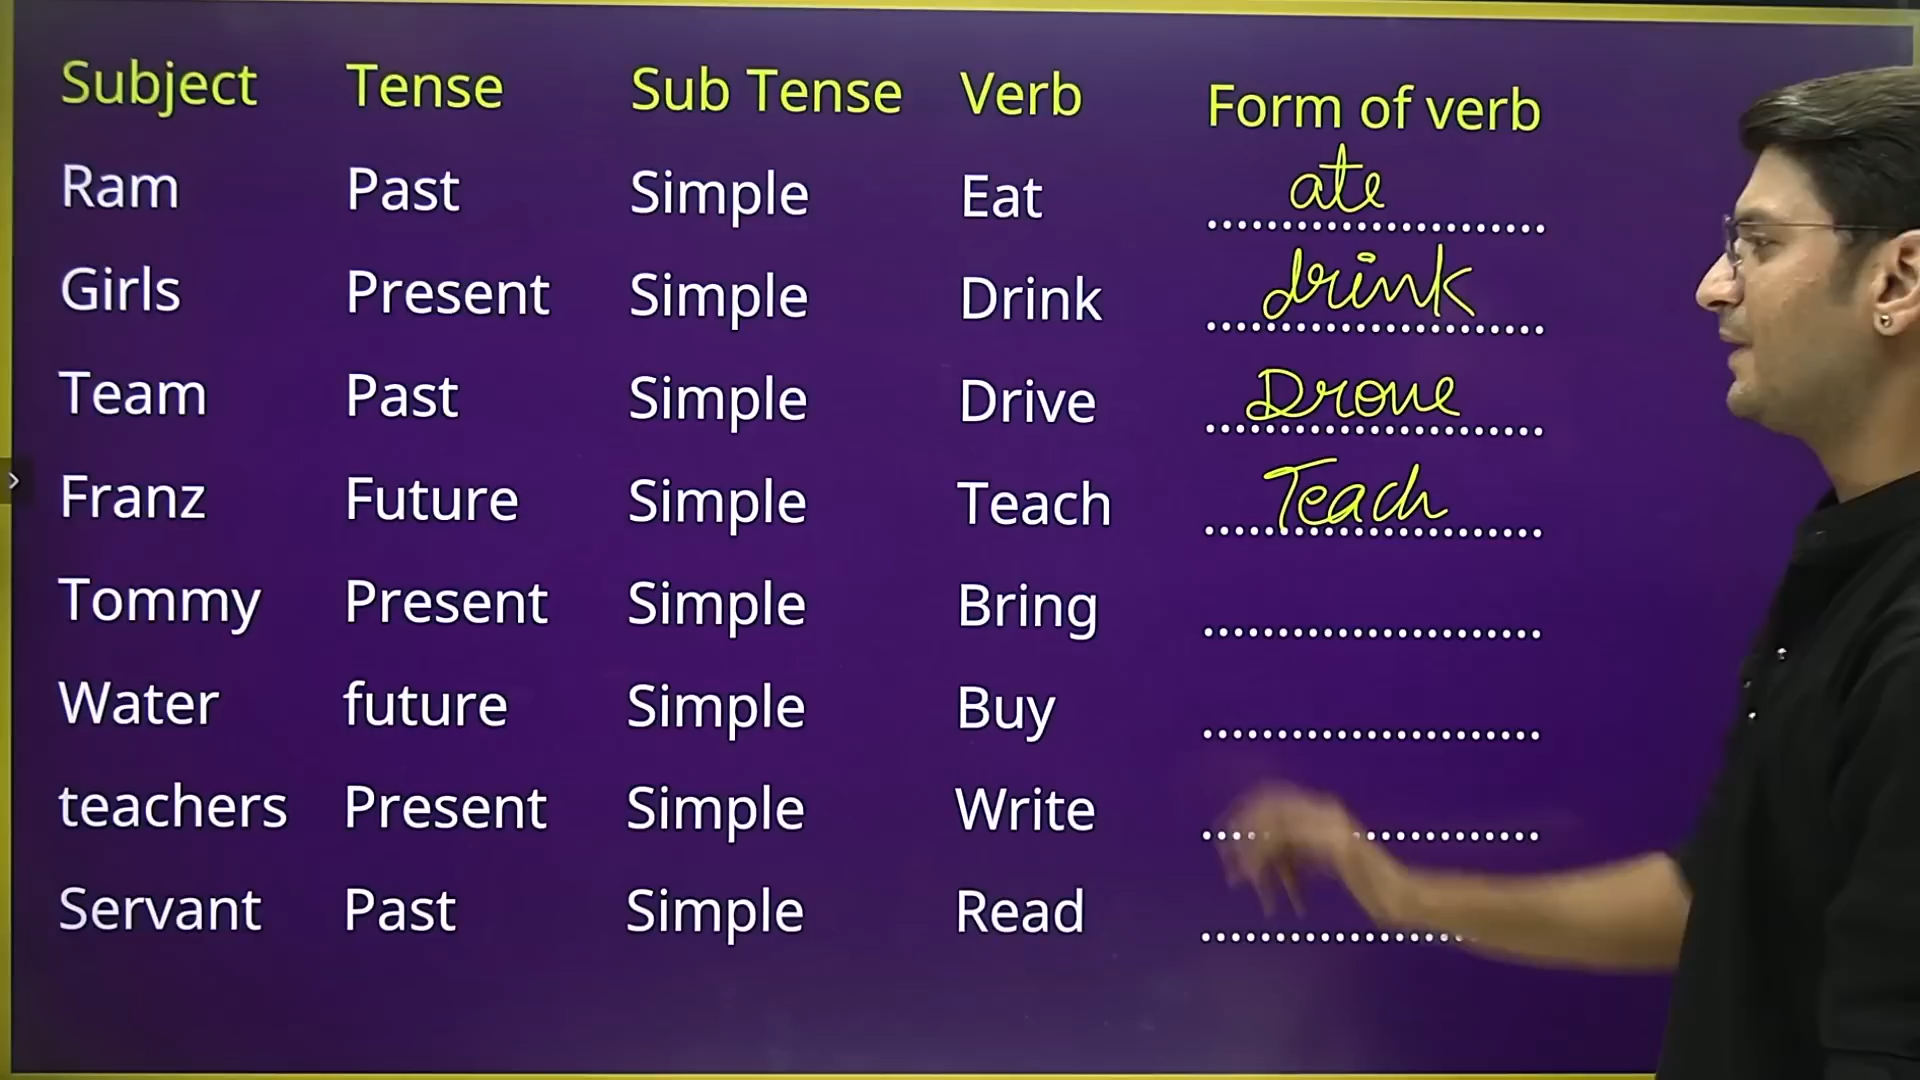 Subject Tense Sub Tense Verb Form of verb
Ram Past Simple Eat ate
Girls Present Simple Drink drink
Team Past Simple Drive Drove
Franz Future Simple Teach Teach
Tommy Present Simple Bring
Water future Simple Buy
teachers Present Simple Write
Servant Past Simple Read